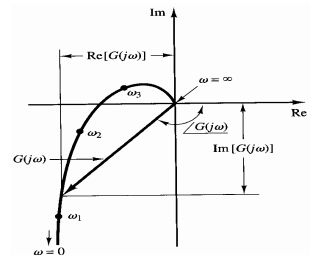 Im
Re[G(jω)]
ω = ∞
ω₃
Re
∠G(jω)
ω₂
Im [G(jω)]
G(jω)
ω₁
ω = 0